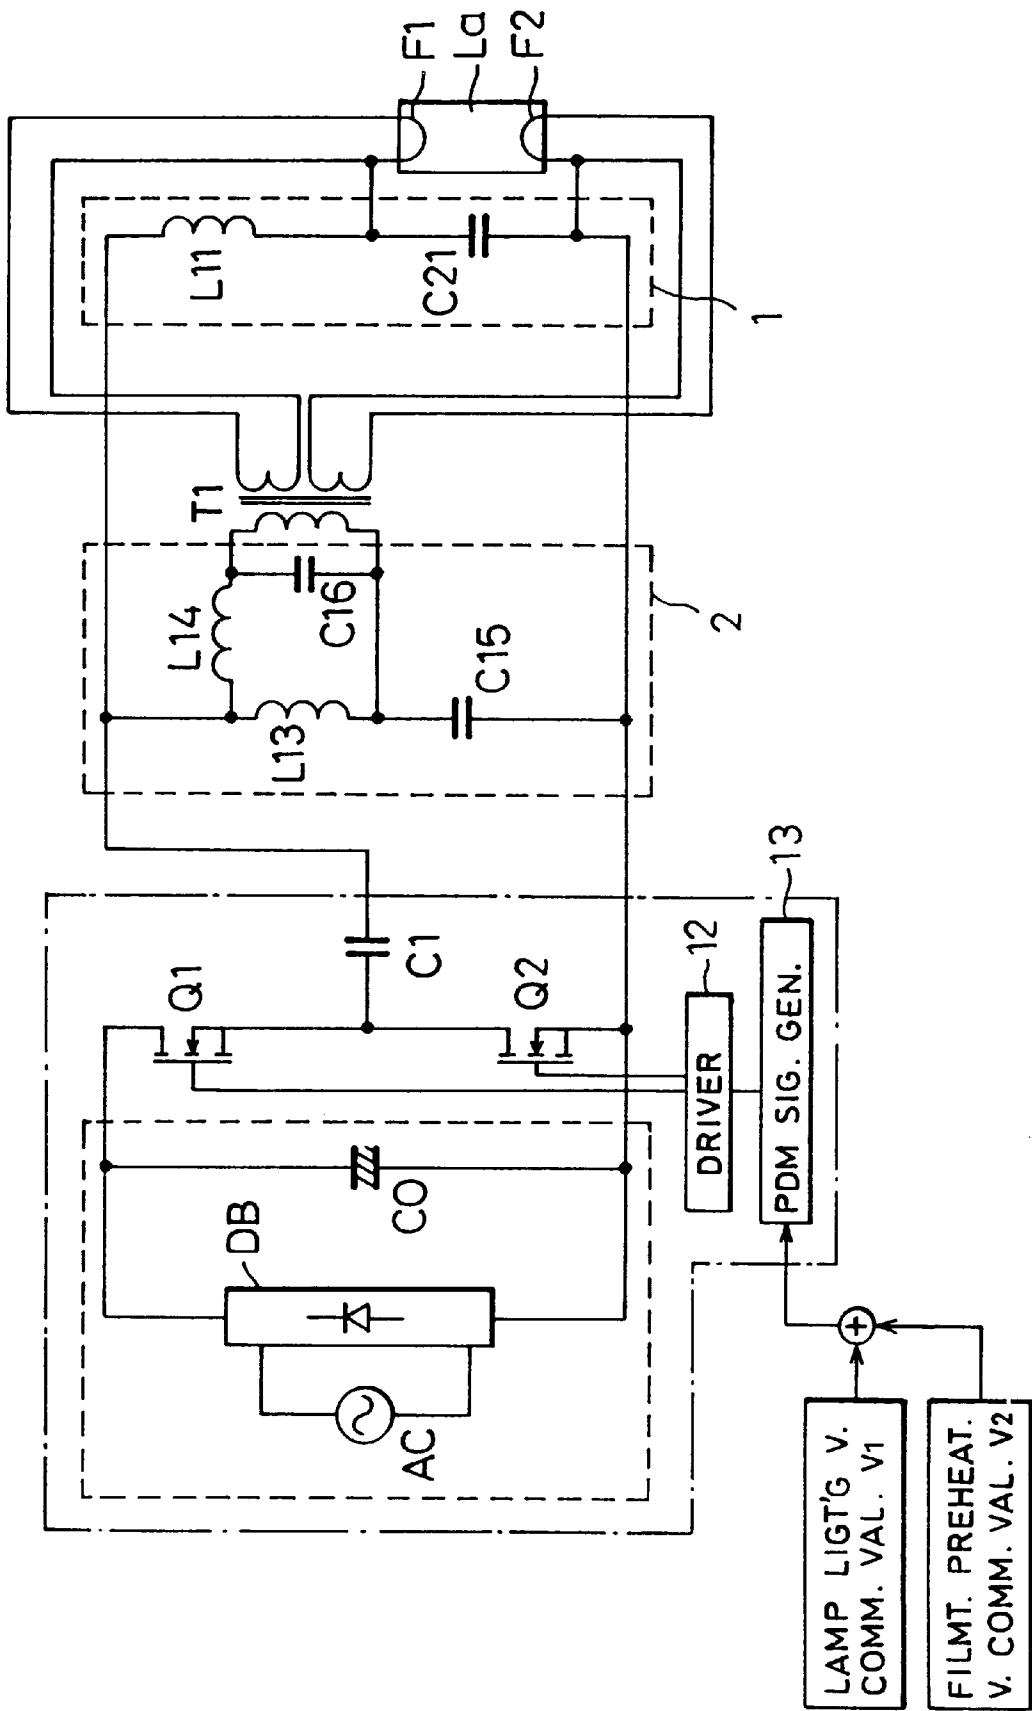 AC
DB
CO
Q1
Q2
C1
DRIVER
12
PDM SIG. GEN.
13
LAMP LIGT'G V.
COMM. VAL. V1
FILMT. PREHEAT.
V. COMM. VAL. V2
+
L13
L14
C16
C15
2
T1
L11
C21
1
F1
La
F2